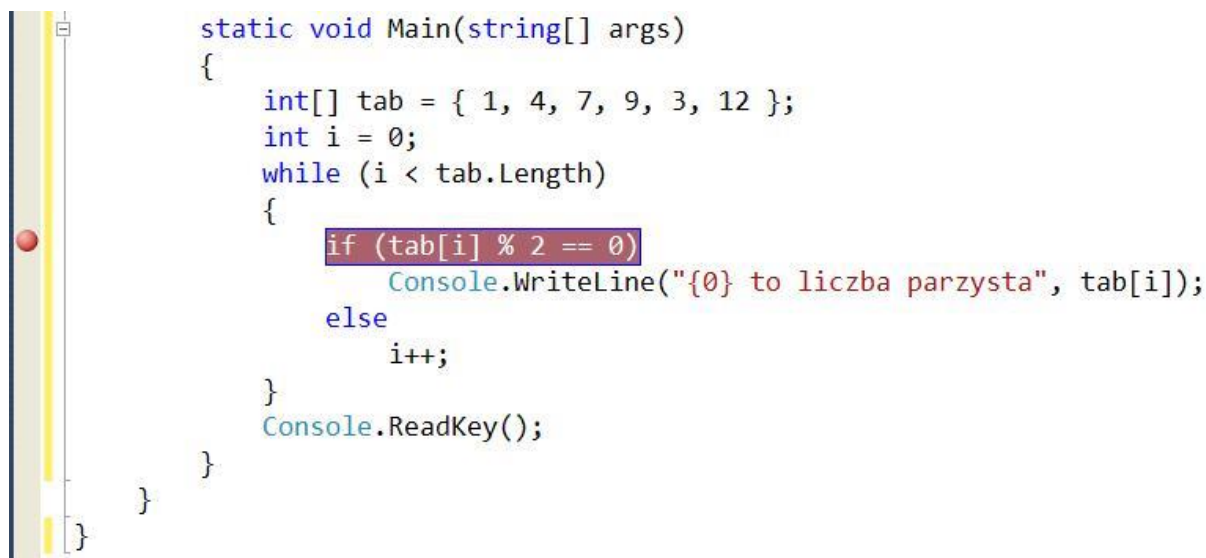 static void Main(string[] args)
{
int[] tab = { 1, 4, 7, 9, 3, 12 };
int i = 0;
while (i < tab.Length)
{
if (tab[i] % 2 == 0)
Console.WriteLine("{0} to liczba parzysta", tab[i]);
else
i++;
}
Console.ReadKey();
}
}
}